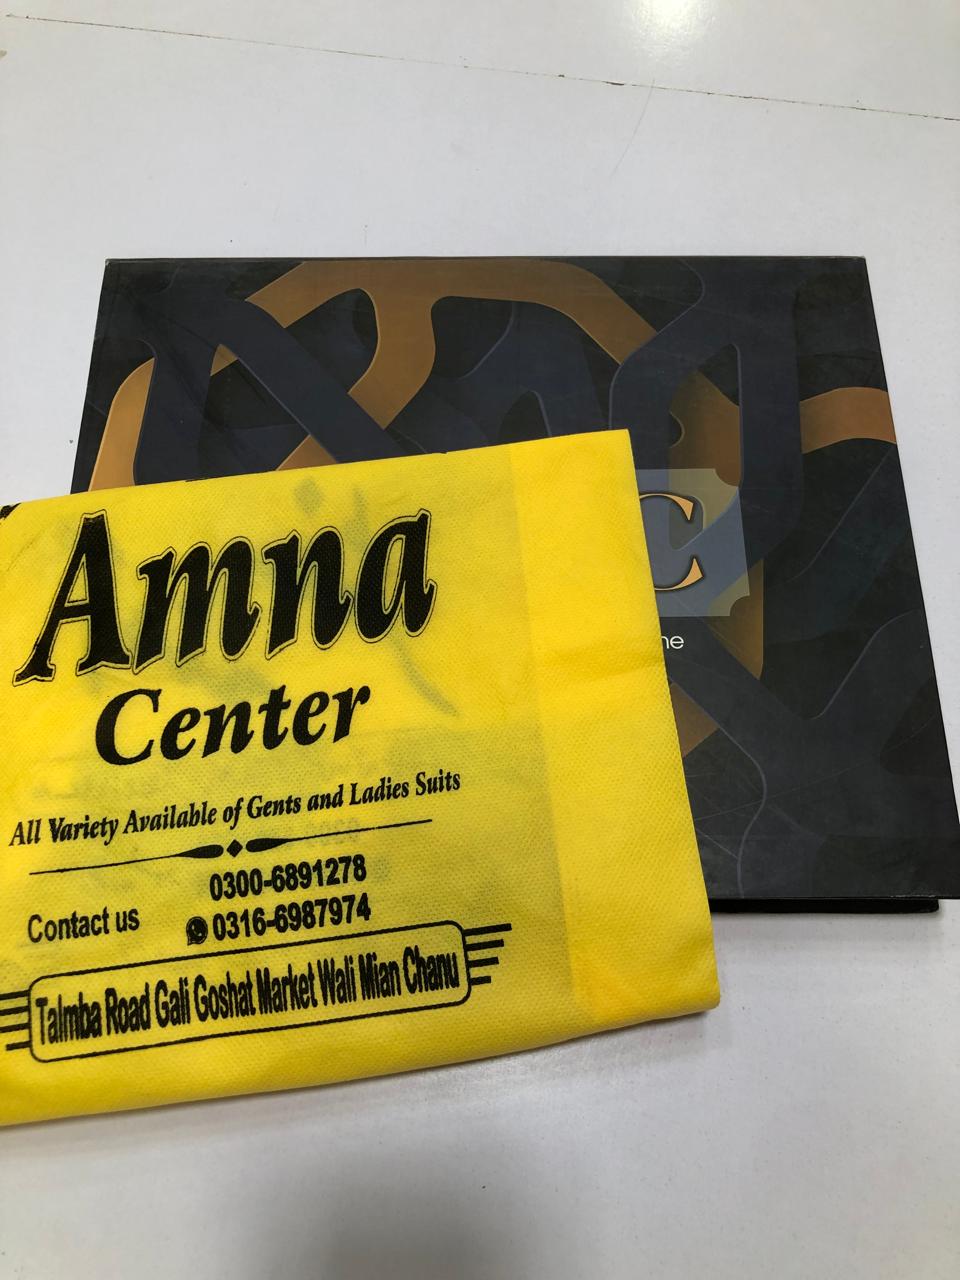 Amna
Center
All Variety Available of Gents and Ladies Suits
0300-6891278
Contact us 0316-6987974
Talmba Road Gali Goshat Market Wali Mian Chanu
C